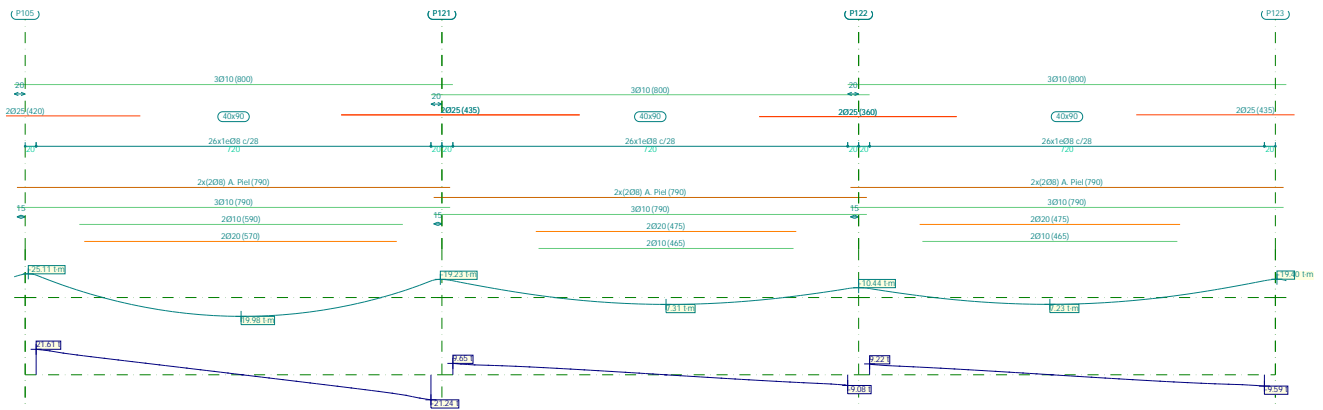 P105 P121 P122 P123
3Ø10 (800) 3Ø10 (800)
20 20
3Ø10 (800)
20
2Ø25 (420) 2Ø25 (435) 2Ø25 (360) 2Ø25 (435)
40x90 40x90 40x90
26x1eØ8 c/28 26x1eØ8 c/28 26x1eØ8 c/28
20 720 20 20 720 20 20 720 20
2x(2Ø8) A. Piel (790) 2x(2Ø8) A. Piel (790)
2x(2Ø8) A. Piel (790)
3Ø10 (790) 3Ø10 (790)
15 15
3Ø10 (790)
15
2Ø10 (590) 2Ø20 (475)
2Ø20 (475)
2Ø20 (570) 2Ø10 (465)
2Ø10 (465)
-25.11 t·m
-19.23 t·m -19.40 t·m
-10.44 t·m
7.31 t·m 7.23 t·m
19.98 t·m
21.61 t
9.65 t 9.22 t
-9.08 t -9.59 t
-21.24 t